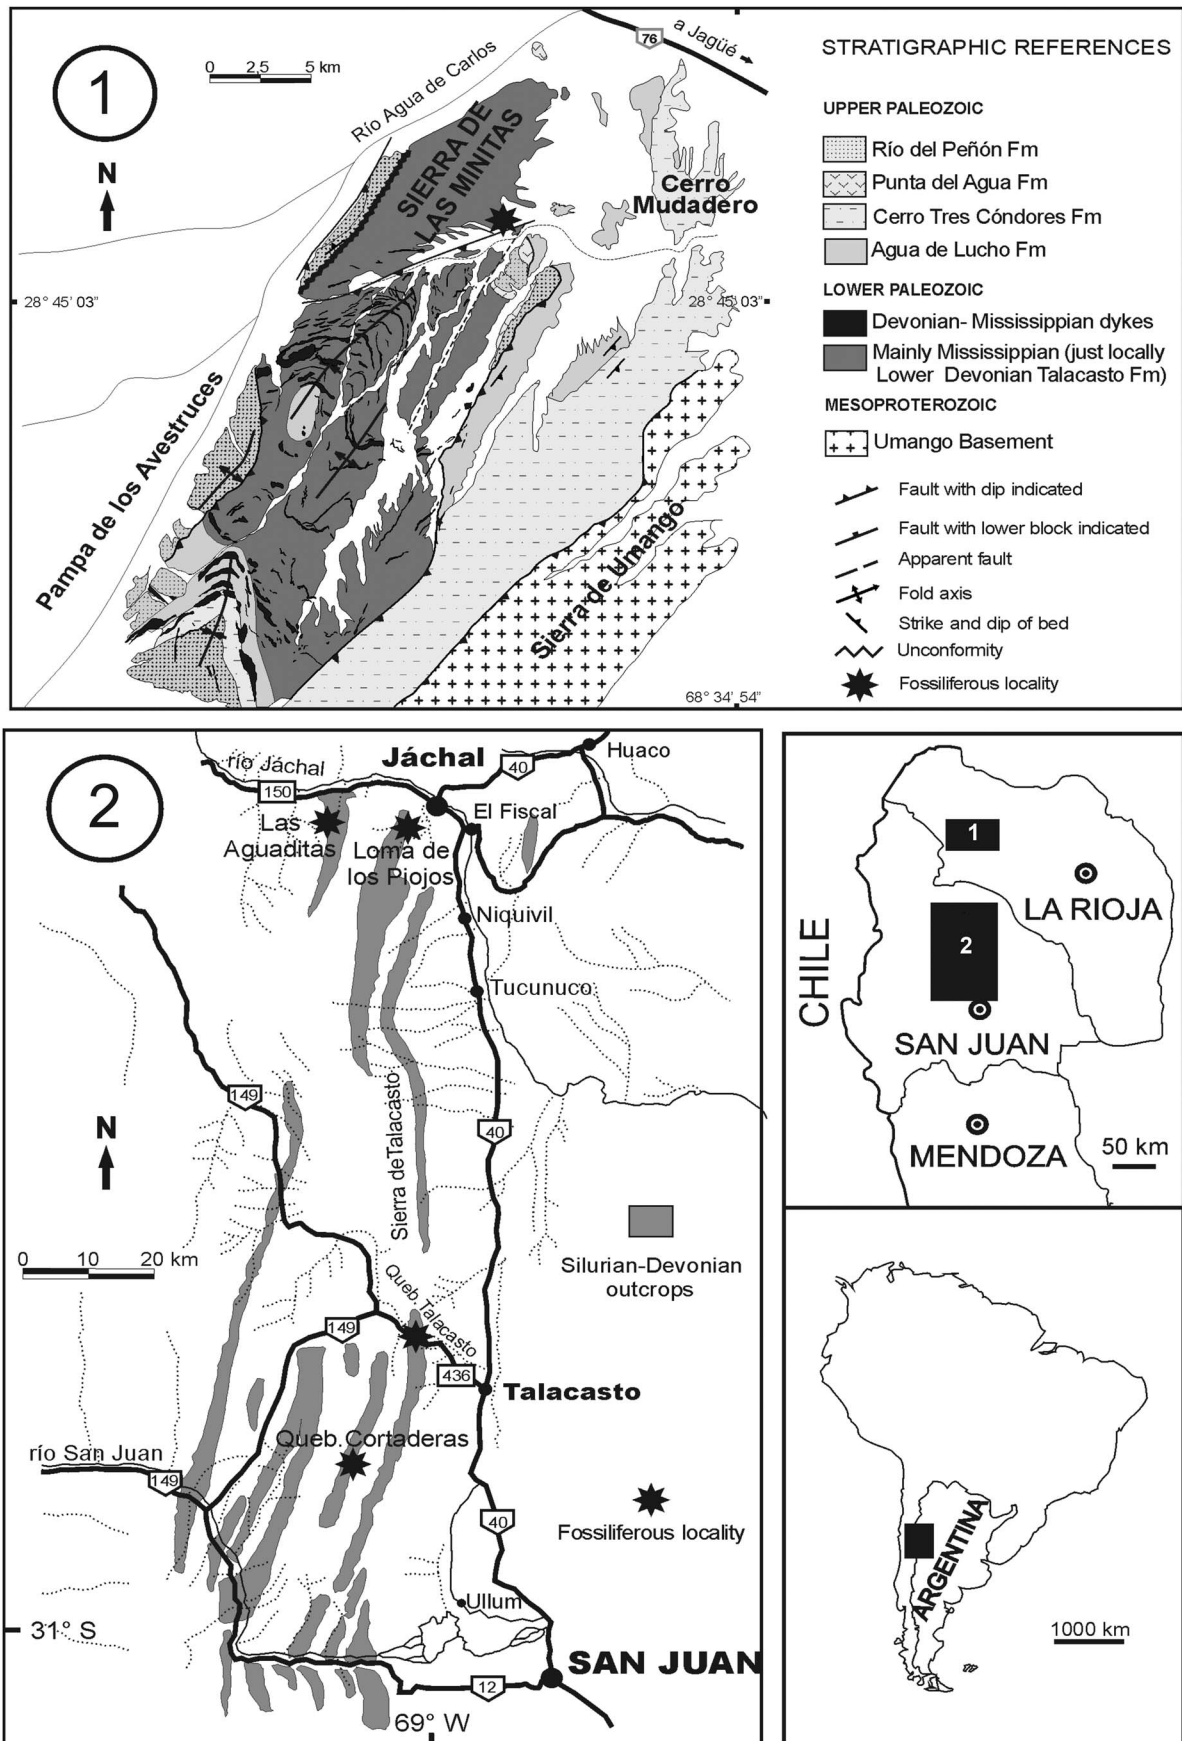 1
0 2,5 5 km
N
Río Agua de Carlos
76
a Jagüé
SIERRA DE
LAS MINITAS
Cerro
Mudadero
28° 45' 03"
28° 45' 03"
Pampa de los Avestruces
Sierra de Umango
68° 34' 54"
STRATIGRAPHIC REFERENCES
UPPER PALEOZOIC
Río del Peñón Fm
Punta del Agua Fm
Cerro Tres Cóndores Fm
Agua de Lucho Fm
LOWER PALEOZOIC
Devonian- Mississippian dykes
Mainly Mississippian (just locally
Lower Devonian Talacasto Fm)
MESOPROTEROZOIC
Umango Basement
Fault with dip indicated
Fault with lower block indicated
Apparent fault
Fold axis
Strike and dip of bed
Unconformity
Fossiliferous locality
2
río Jáchal
150
Jáchal
40
Huaco
Las
Aguaditas
Loma de
los Piojos
El Fiscal
Niquivil
Tucunuco
149
Sierra de Talacasto
40
N
0 10 20 km
Silurian-Devonian
outcrops
Queb. Talacasto
149
436
Talacasto
Queb. Cortaderas
río San Juan
149
40
Fossiliferous locality
Ullum
31° S
SAN JUAN
12
69° W
1
LA RIOJA
2
CHILE
SAN JUAN
MENDOZA
50 km
ARGENTINA
1000 km